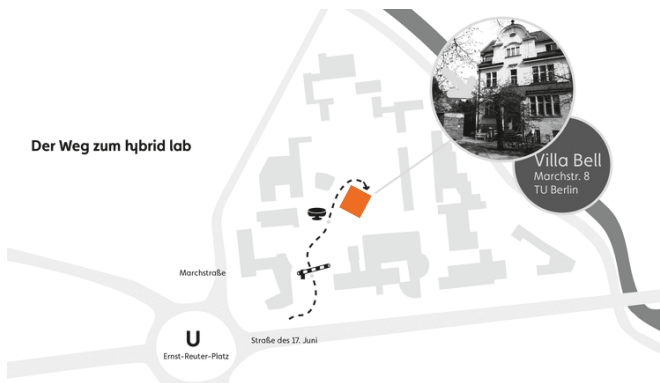 Der Weg zum hybrid lab
Villa Bell
Marchstr. 8
TU Berlin
Marchstraße
U
Ernst-Reuter-Platz
Straße des 17. Juni